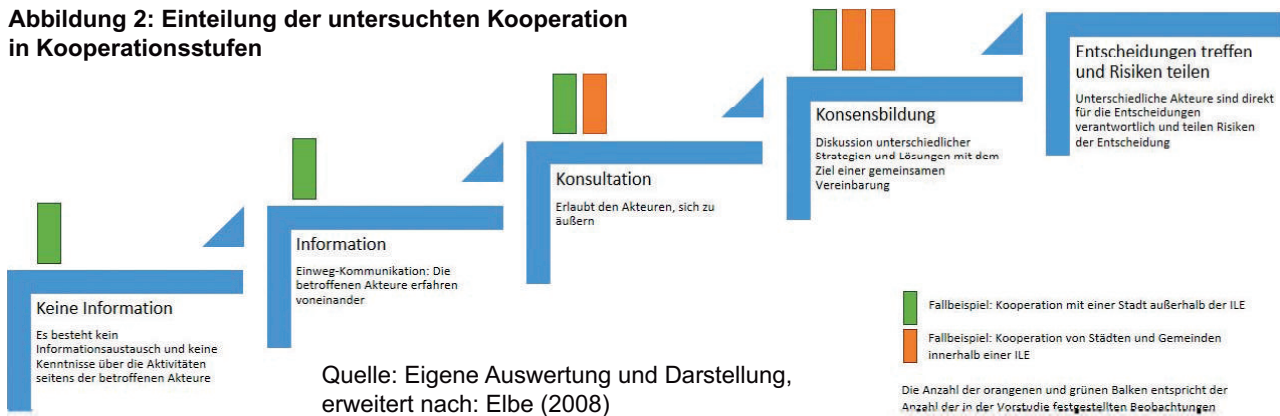 Abbildung 2: Einteilung der untersuchten Kooperation
in Kooperationsstufen
Keine Information
Es besteht kein
Informationsaustausch und keine
Kenntnisse über die Aktivitäten
seitens der betroffenen Akteure
Information
Einweg-Kommunikation: Die
betroffenen Akteure erfahren
voneinander
Konsultation
Erlaubt den Akteuren, sich zu
äußern
Konsensbildung
Diskussion unterschiedlicher
Strategien und Lösungen mit dem
Ziel einer gemeinsamen
Vereinbarung
Entscheidungen treffen
und Risiken teilen
Unterschiedliche Akteure sind direkt
für die Entscheidungen
verantwortlich und teilen Risiken
der Entscheidung
Fallbeispiel: Kooperation mit einer Stadt außerhalb der ILE
Fallbeispiel: Kooperation von Städten und Gemeinden
innerhalb einer ILE
Die Anzahl der orangenen und grünen Balken entspricht der
Anzahl der in der Vorstudie festgestellten Beobachtungen
Quelle: Eigene Auswertung und Darstellung,
erweitert nach: Elbe (2008)